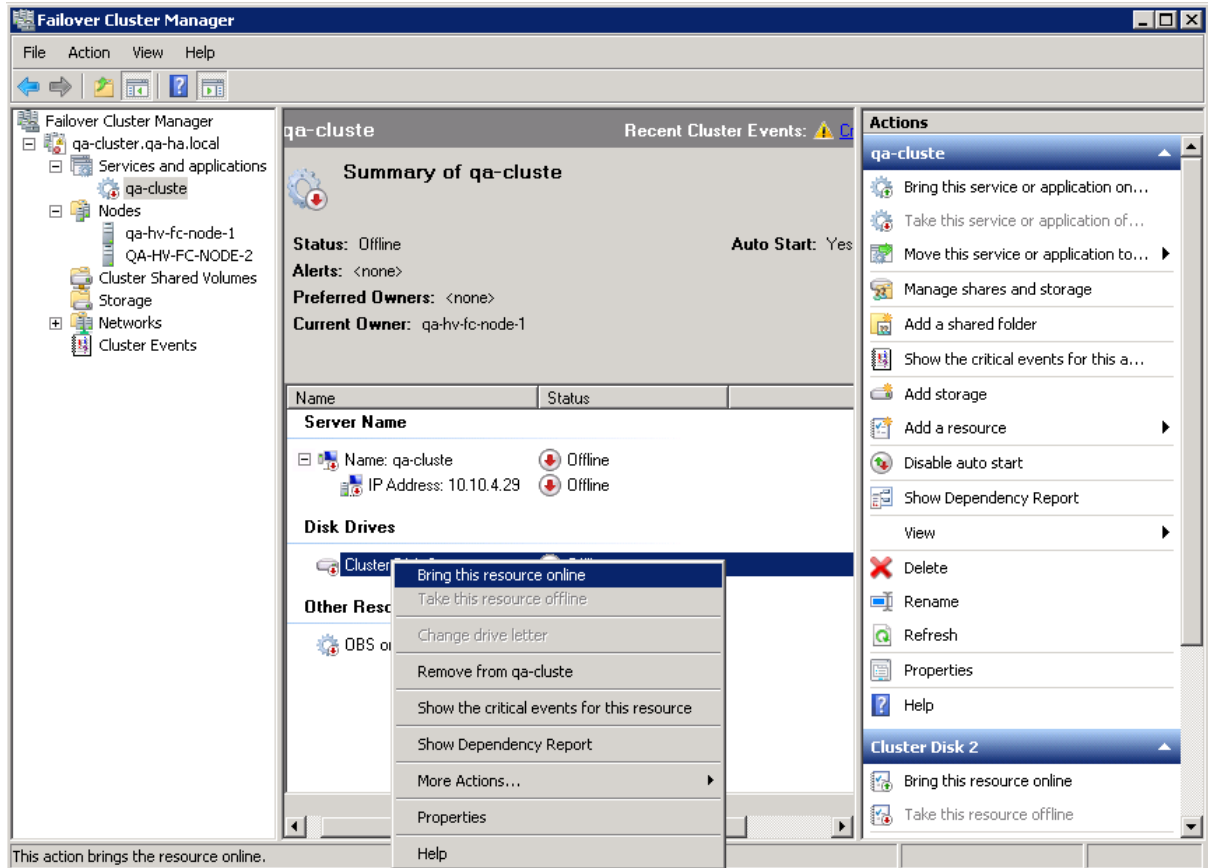 Failover Cluster Manager
File Action View Help
Failover Cluster Manager
qa-cluster.qa-ha.local
Services and applications
qa-cluste
Nodes
qa-hv-fc-node-1
QA-HV-FC-NODE-2
Cluster Shared Volumes
Storage
Networks
Cluster Events
qa-cluste Recent Cluster Events:
Summary of qa-cluste
Status: Offline Auto Start: Yes
Alerts: <none>
Preferred Owners: <none>
Current Owner: qa-hv-fc-node-1
Name Status
Server Name
Name: qa-cluste Offline
IP Address: 10.10.4.29 Offline
Disk Drives
Cluster
Other Reso
OBS
Bring this resource online
Take this resource offline
Change drive letter
Remove from qa-cluste
Show the critical events for this resource
Show Dependency Report
More Actions...
Properties
Help
Actions
qa-cluste
Bring this service or application on...
Take this service or application of...
Move this service or application to...
Manage shares and storage
Add a shared folder
Show the critical events for this a...
Add storage
Add a resource
Disable auto start
Show Dependency Report
View
Delete
Rename
Refresh
Properties
Help
Cluster Disk 2
Bring this resource online
Take this resource offline
This action brings the resource online.